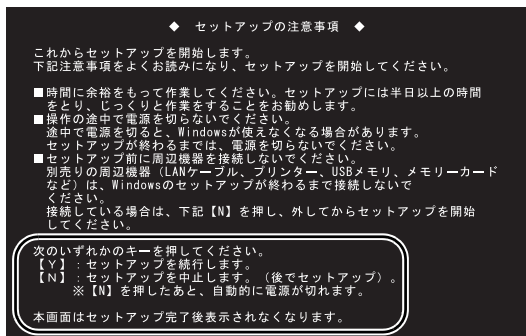 ◆ セットアップの注意事項 ◆
これからセットアップを開始します。
下記注意事項をよくお読みになり、セットアップを開始してください。
■時間に余裕をもって作業してください。セットアップには半日以上の時間
をとり、じっくりと作業をすることをお勧めします。
■操作の途中で電源を切らないでください。
途中で電源を切ると、Windowsが使えなくなる場合があります。
セットアップが終わるまでは、電源を切らないでください。
■セットアップ前に周辺機器を接続しないでください。
別売りの周辺機器（LANケーブル、プリンター、USBメモリ、メモリーカード
など）は、Windowsのセットアップが終わるまで接続しないで
ください。
接続している場合は、下記【N】を押し、外してからセットアップを開始
してください。
次のいずれかのキーを押してください。
【Y】：セットアップを続行します。
【N】：セットアップを中止します。（後でセットアップ）。
※【N】を押したあと、自動的に電源が切れます。
本画面はセットアップ完了後表示されなくなります。